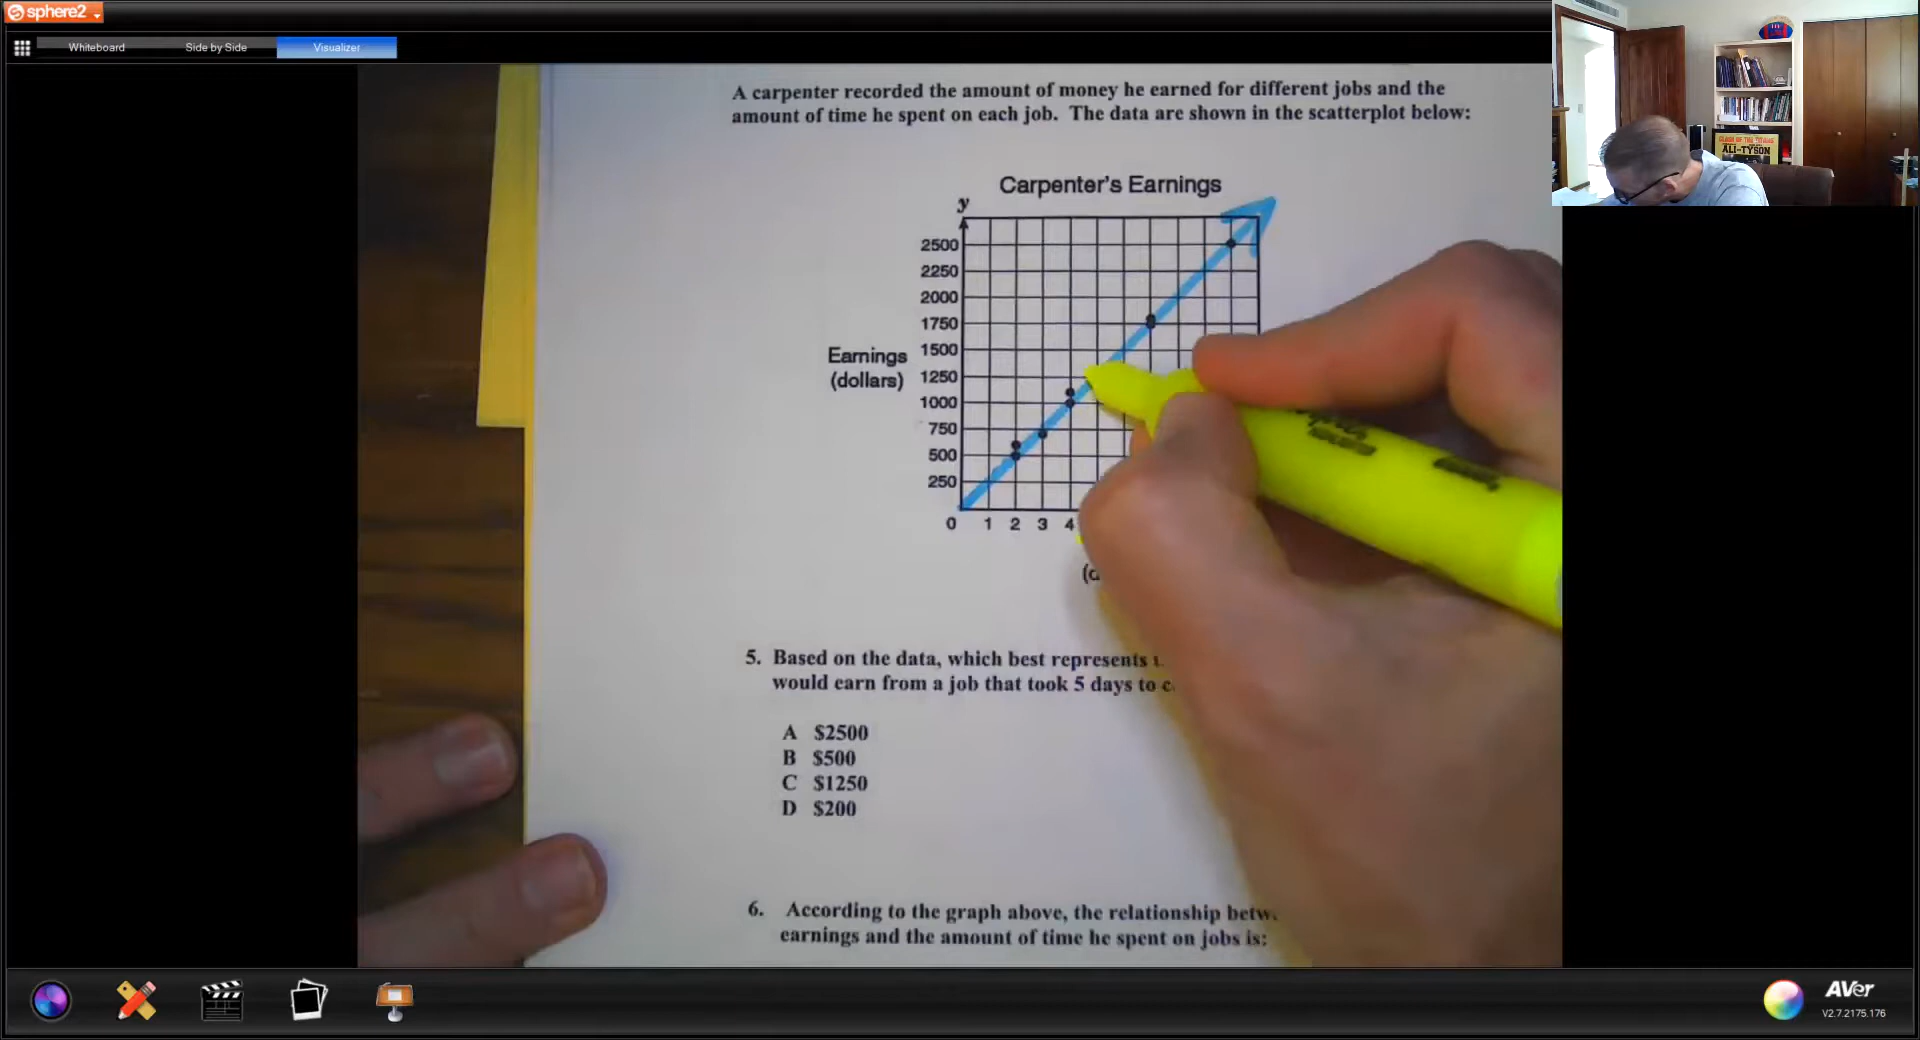 sphere2
Whiteboard
Side by Side
Visualizer
A carpenter recorded the amount of money he earned for different jobs and the
amount of time he spent on each job. The data are shown in the scatterplot below:
Carpenter's Earnings
y
2500
2250
2000
1750
1500
1250
1000
750
500
250
Earnings
(dollars)
0 1 2 3 4
5. Based on the data, which best represents
would earn from a job that took 5 days to
A $2500
B $500
C $1250
D $200
6. According to the graph above, the relationship
earnings and the amount of time he spent on jobs is:
ALI-TYSON
AVer
V2.7.2175.176